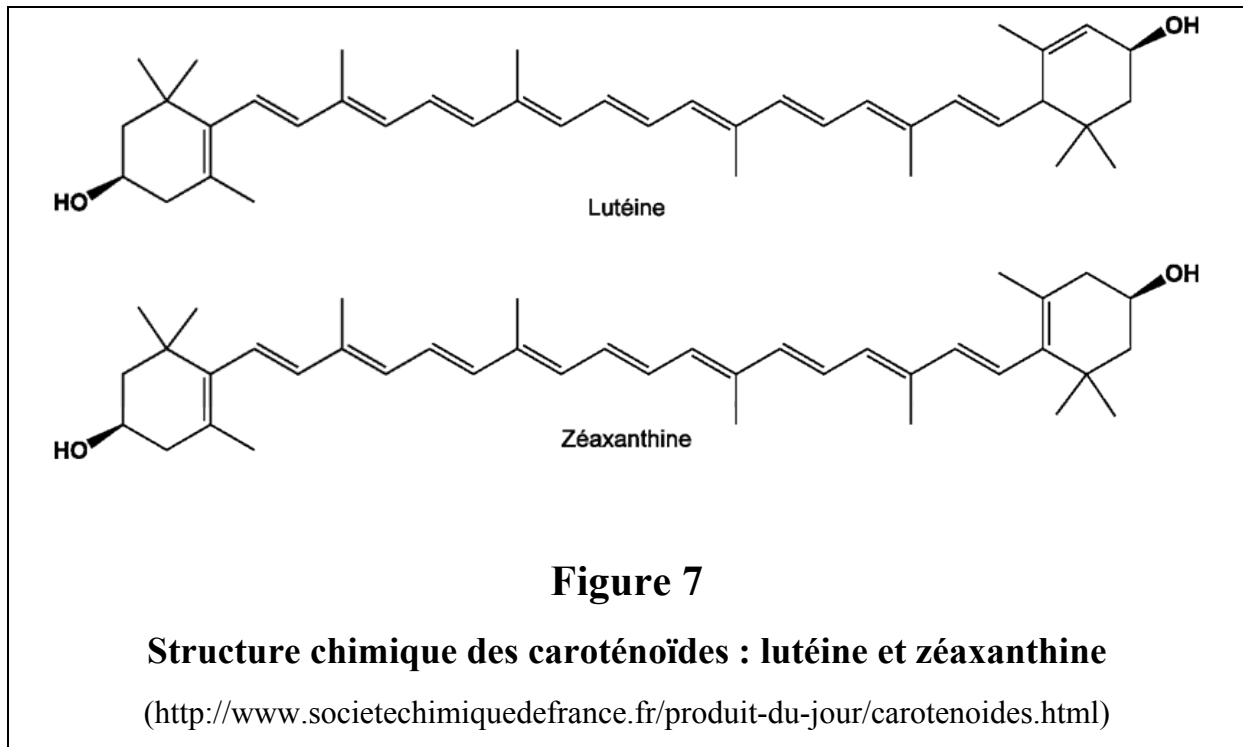 OH
HO
Lutéine
OH
HO
Zéaxanthine
Figure 7
Structure chimique des caroténoïdes : lutéine et zéaxanthine
(http://www.societechimiquedefrance.fr/produit-du-jour/carotenoides.html)